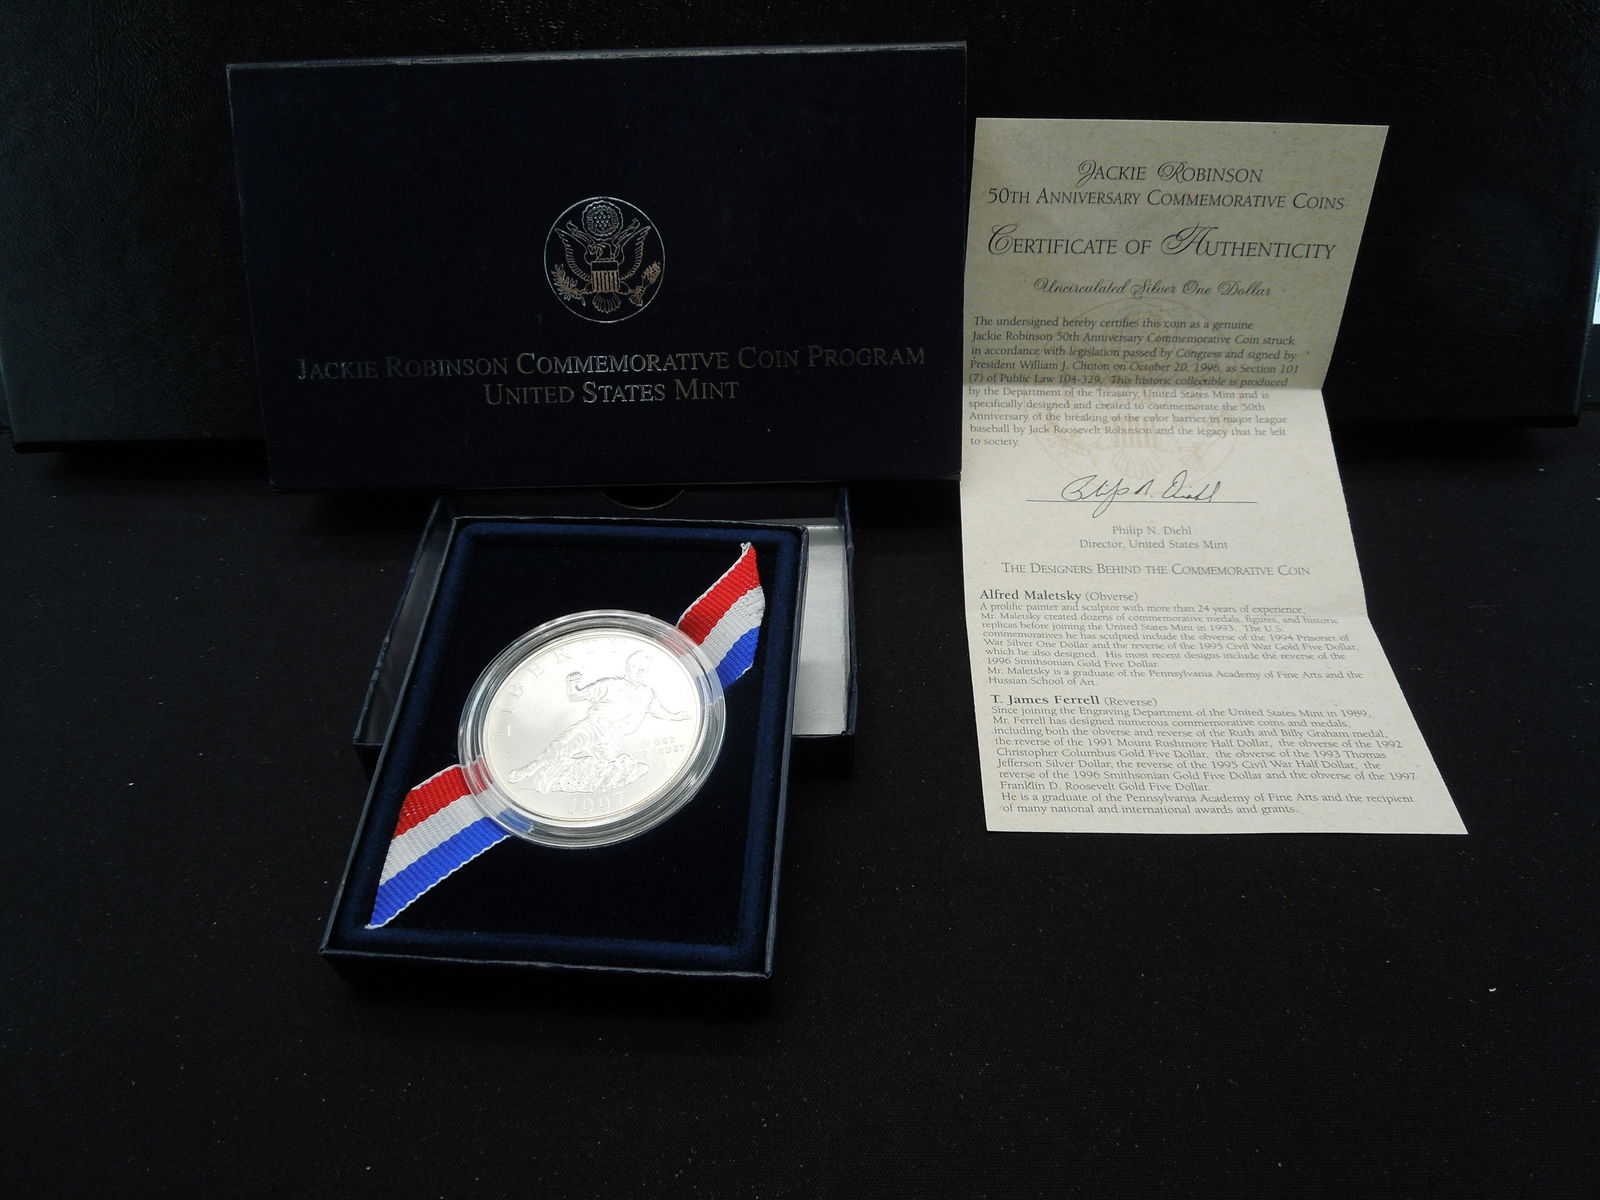 JACKIE ROBINSON COMMEMORATIVE COIN PROGRAM
UNITED STATES MINT
LIBERTY
IN GOD
WE TRUST
1997
JACKIE ROBINSON
50TH ANNIVERSARY COMMEMORATIVE COINS
CERTIFICATE OF AUTHENTICITY
Uncirculated Silver One Dollar
The undersigned hereby certifies this coin as a genuine
Jackie Robinson 50th Anniversary Commemorative Coin struck
in accordance with legislation passed by Congress and signed by
President William J. Clinton on October 20, 1996, as Section 101
(7) of Public Law 104-329. This historic collectible is produced
by the Department of the Treasury, United States Mint and is
specifically designed and created to commemorate the 50th
Anniversary of the breaking of the color barrier in major league
baseball by Jack Roosevelt Robinson and the legacy that he left
to society.
Philip N. Diehl
Philip N. Diehl
Director, United States Mint
THE DESIGNERS BEHIND THE COMMEMORATIVE COIN
Alfred Maletsky (Obverse)
A prolific painter and sculptor with more than 24 years of experience,
Mr. Maletsky created dozens of commemorative medals, figures, and historic
replicas before joining the United States Mint in 1993. The U.S.
commemoratives he has sculpted include the obverse of the 1994 Prisoner of
War Silver One Dollar and the reverse of the 1995 Civil War Gold Five Dollar,
which he also designed. His most recent designs include the reverse of the
1996 Smithsonian Gold Five Dollar.
Mr. Maletsky is a graduate of the Pennsylvania Academy of Fine Arts and the
Hussian School of Art.
T. James Ferrell (Reverse)
Since joining the Engraving Department of the United States Mint in 1989,
Mr. Ferrell has designed numerous commemorative coins and medals,
including both the obverse and reverse of the Ruth and Billy Graham medal,
the reverse of the 1991 Mount Rushmore Half Dollar, the obverse of the 1992
Christopher Columbus Gold Five Dollar, the obverse of the 1993 Thomas
Jefferson Silver Dollar, the reverse of the 1995 Civil War Half Dollar, the
reverse of the 1996 Smithsonian Gold Five Dollar and the obverse of the 1997
Franklin D. Roosevelt Gold Five Dollar.
He is a graduate of the Pennsylvania Academy of Fine Arts and the recipient
of many national and international awards and grants.